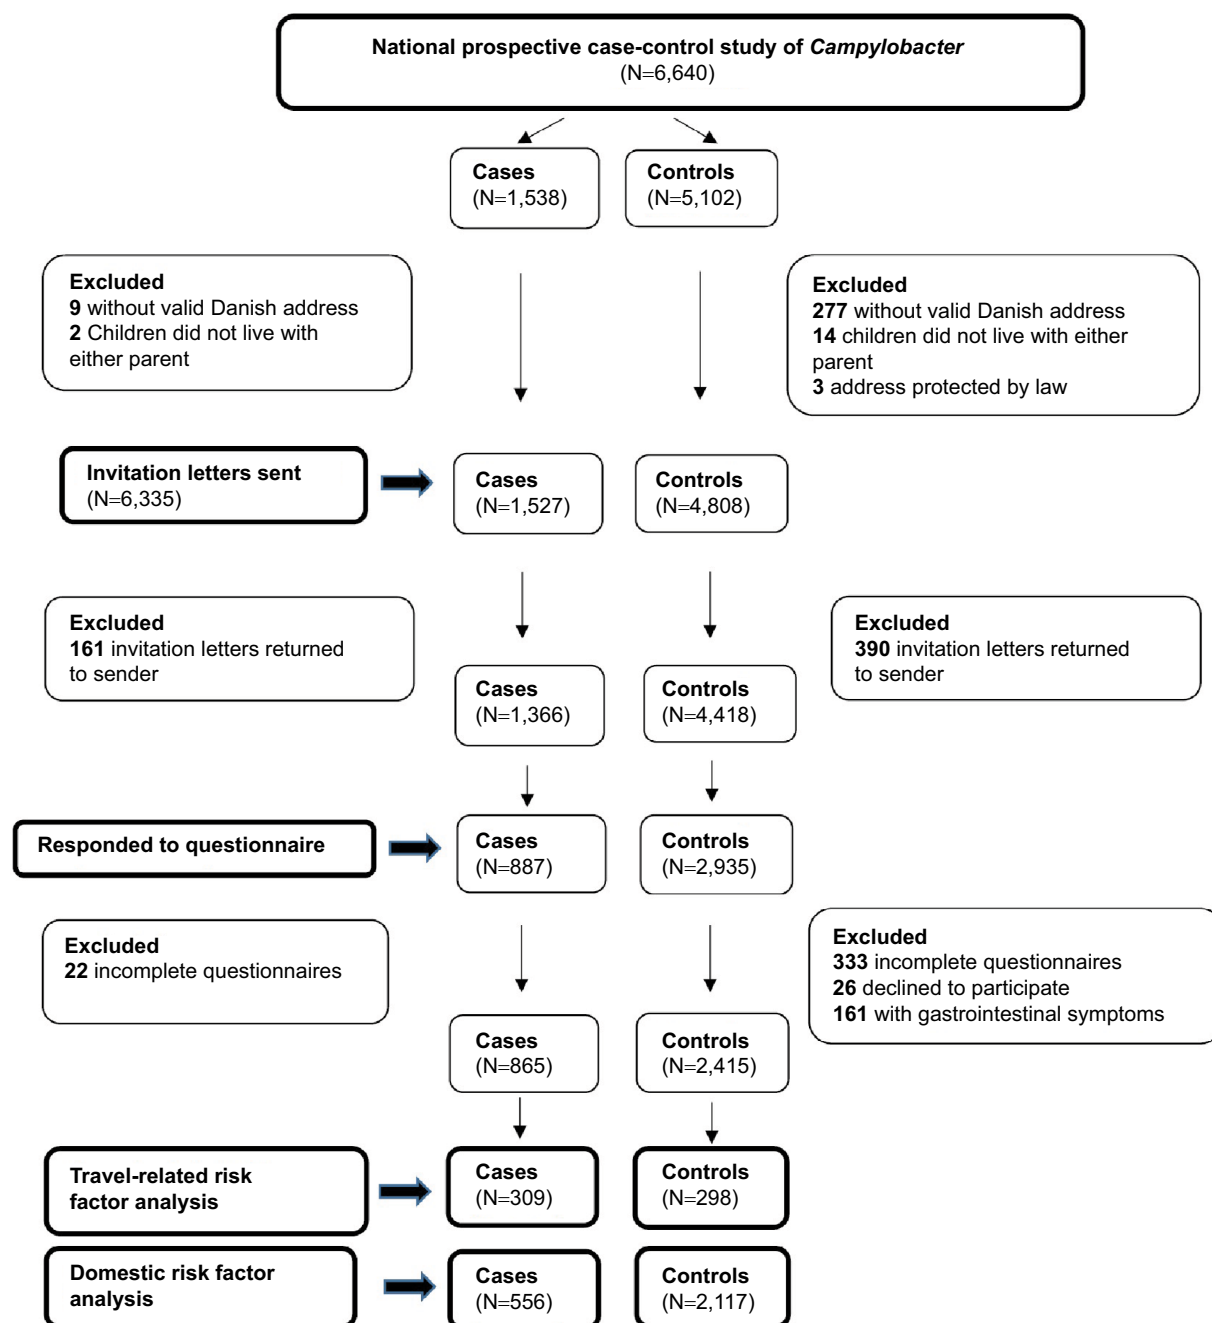 National prospective case-control study of Campylobacter
(N=6,640)
Cases
(N=1,538)
Controls
(N=5,102)
Excluded
9 without valid Danish address
2 Children did not live with
either parent
Excluded
277 without valid Danish address
14 children did not live with either
parent
3 address protected by law
Invitation letters sent
(N=6,335)
Cases
(N=1,527)
Controls
(N=4,808)
Excluded
161 invitation letters returned
to sender
Excluded
390 invitation letters returned
to sender
Cases
(N=1,366)
Controls
(N=4,418)
Responded to questionnaire
Cases
(N=887)
Controls
(N=2,935)
Excluded
22 incomplete questionnaires
Excluded
333 incomplete questionnaires
26 declined to participate
161 with gastrointestinal symptoms
Cases
(N=865)
Controls
(N=2,415)
Travel-related risk
factor analysis
Cases
(N=309)
Controls
(N=298)
Domestic risk factor
analysis
Cases
(N=556)
Controls
(N=2,117)